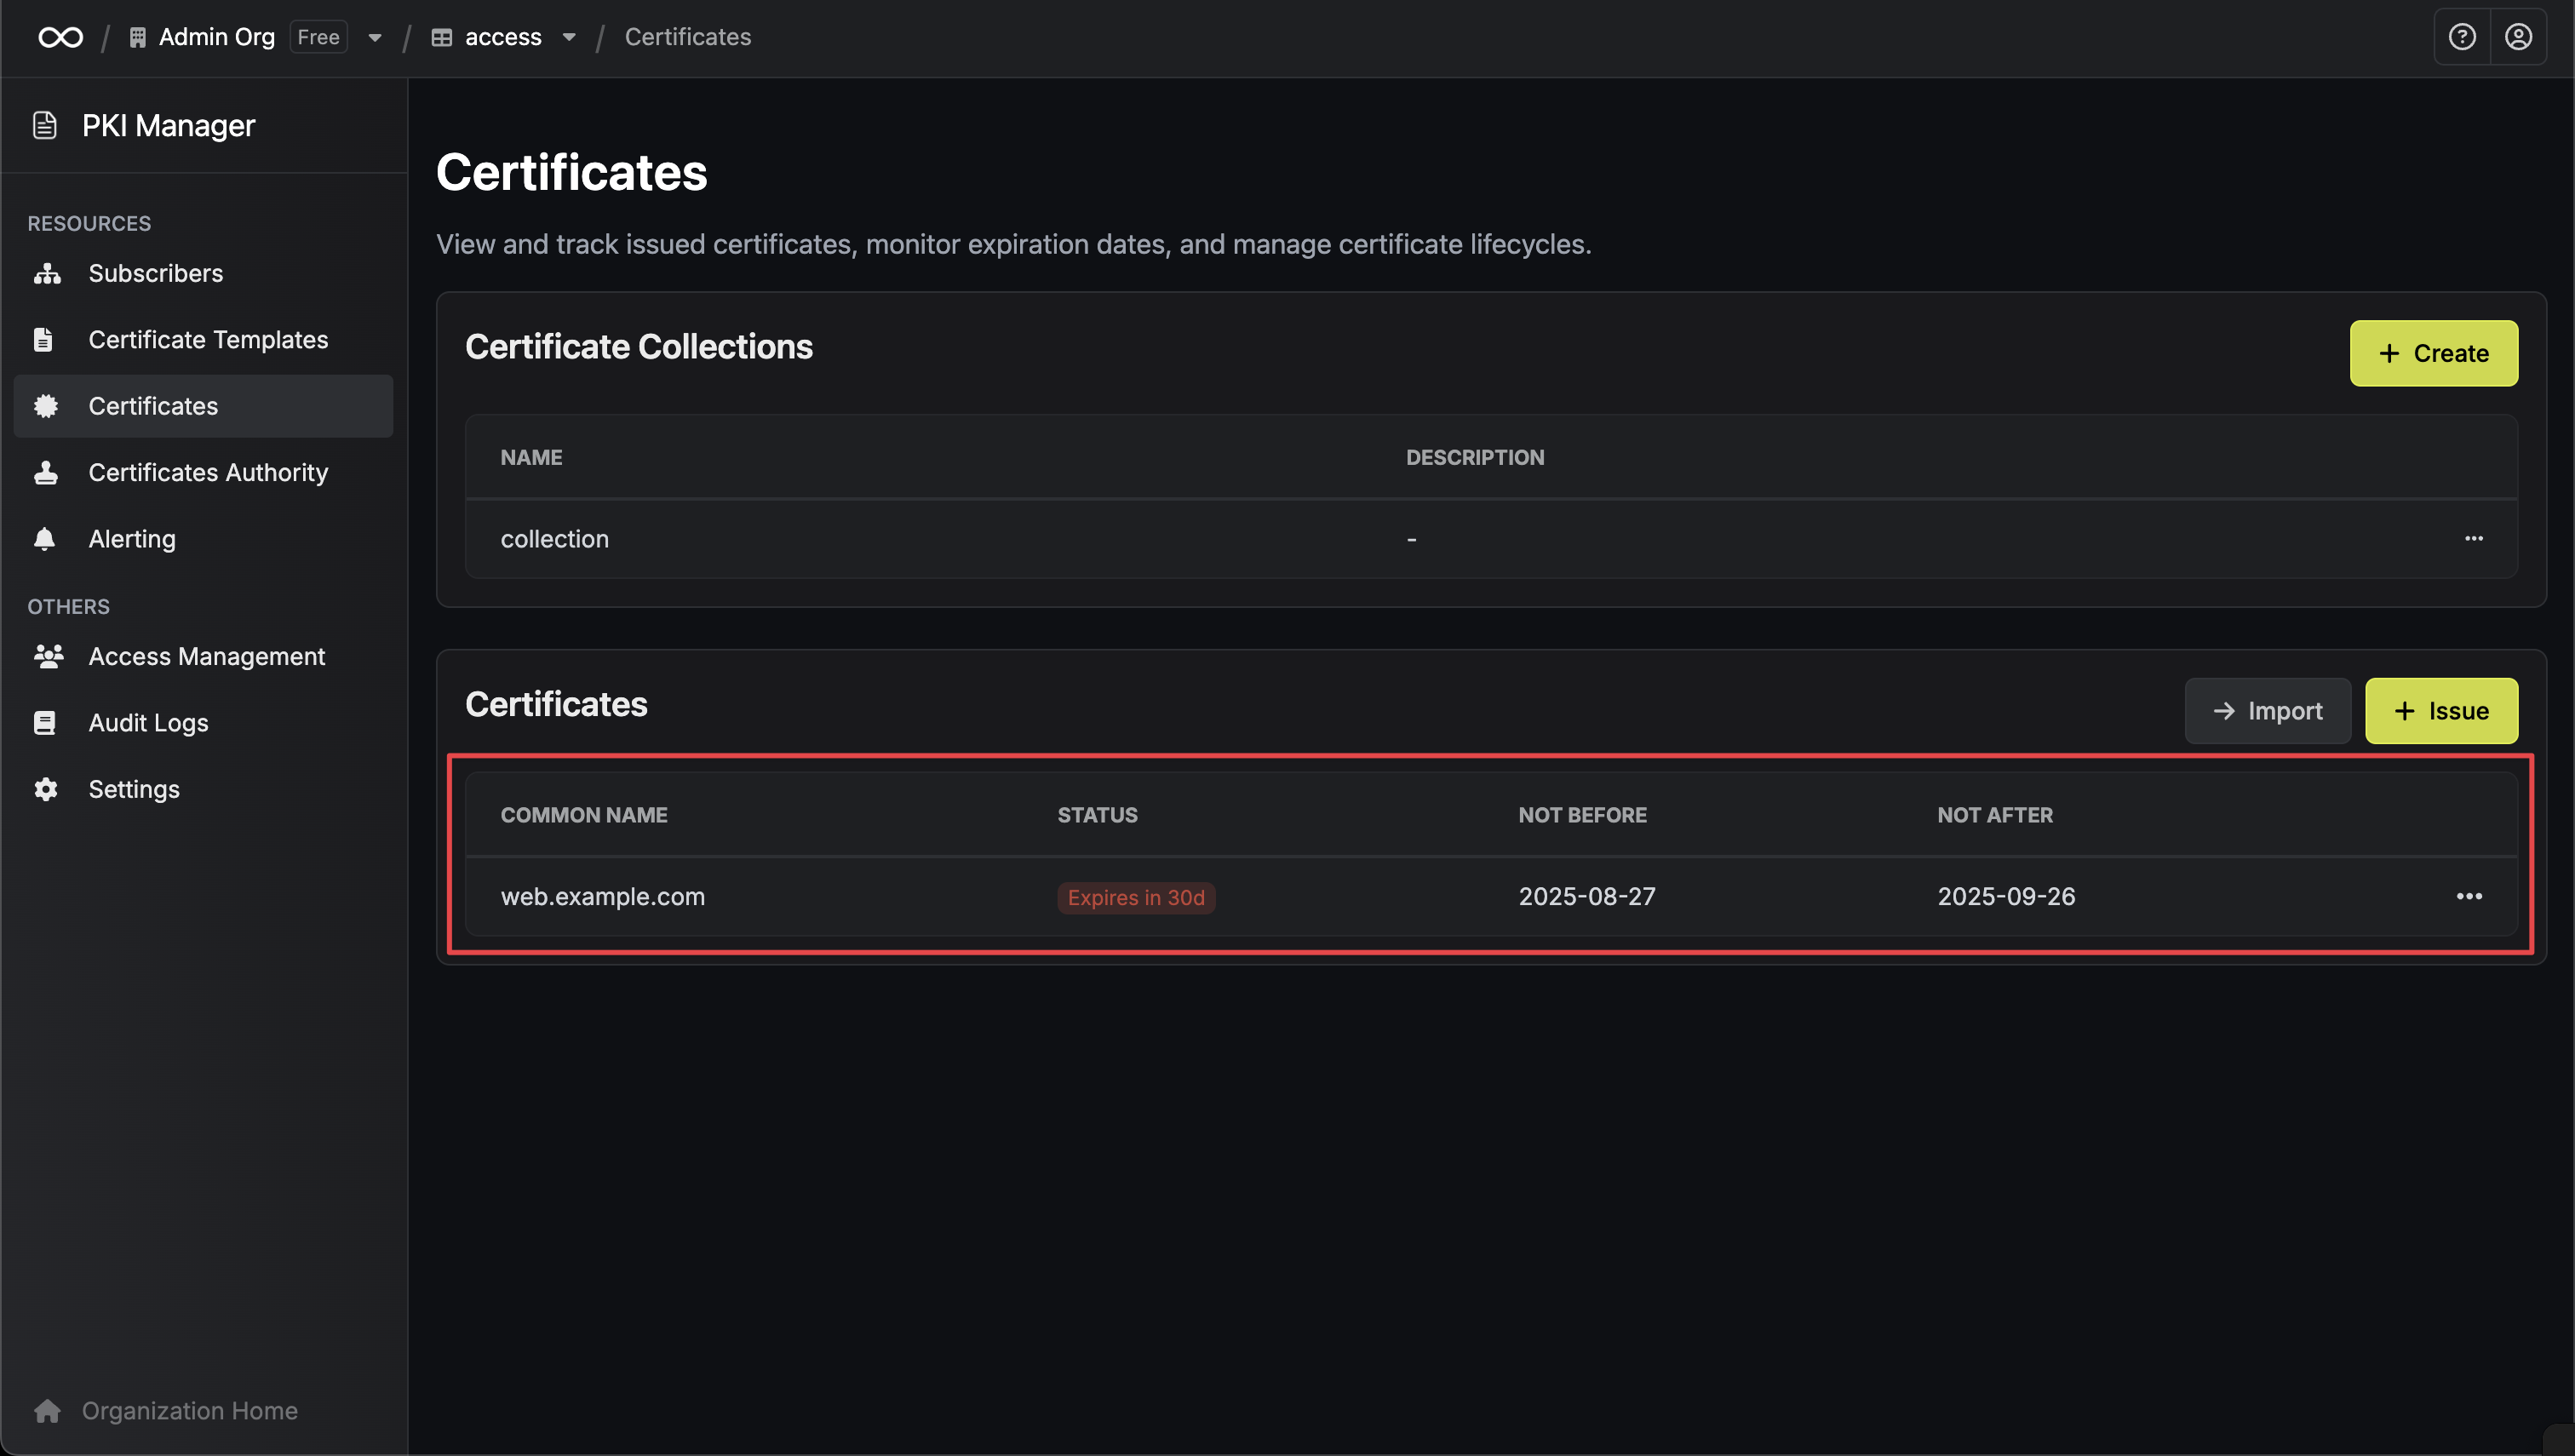 / Admin Org Free / access / Certificates
PKI Manager
RESOURCES
Subscribers
Certificate Templates
Certificates
Certificates Authority
Alerting
OTHERS
Access Management
Audit Logs
Settings
Organization Home
Certificates
View and track issued certificates, monitor expiration dates, and manage certificate lifecycles.
Certificate Collections
+ Create
NAME DESCRIPTION
collection - ...
Certificates
→ Import + Issue
COMMON NAME STATUS NOT BEFORE NOT AFTER
web.example.com Expires in 30d 2025-08-27 2025-09-26 ...